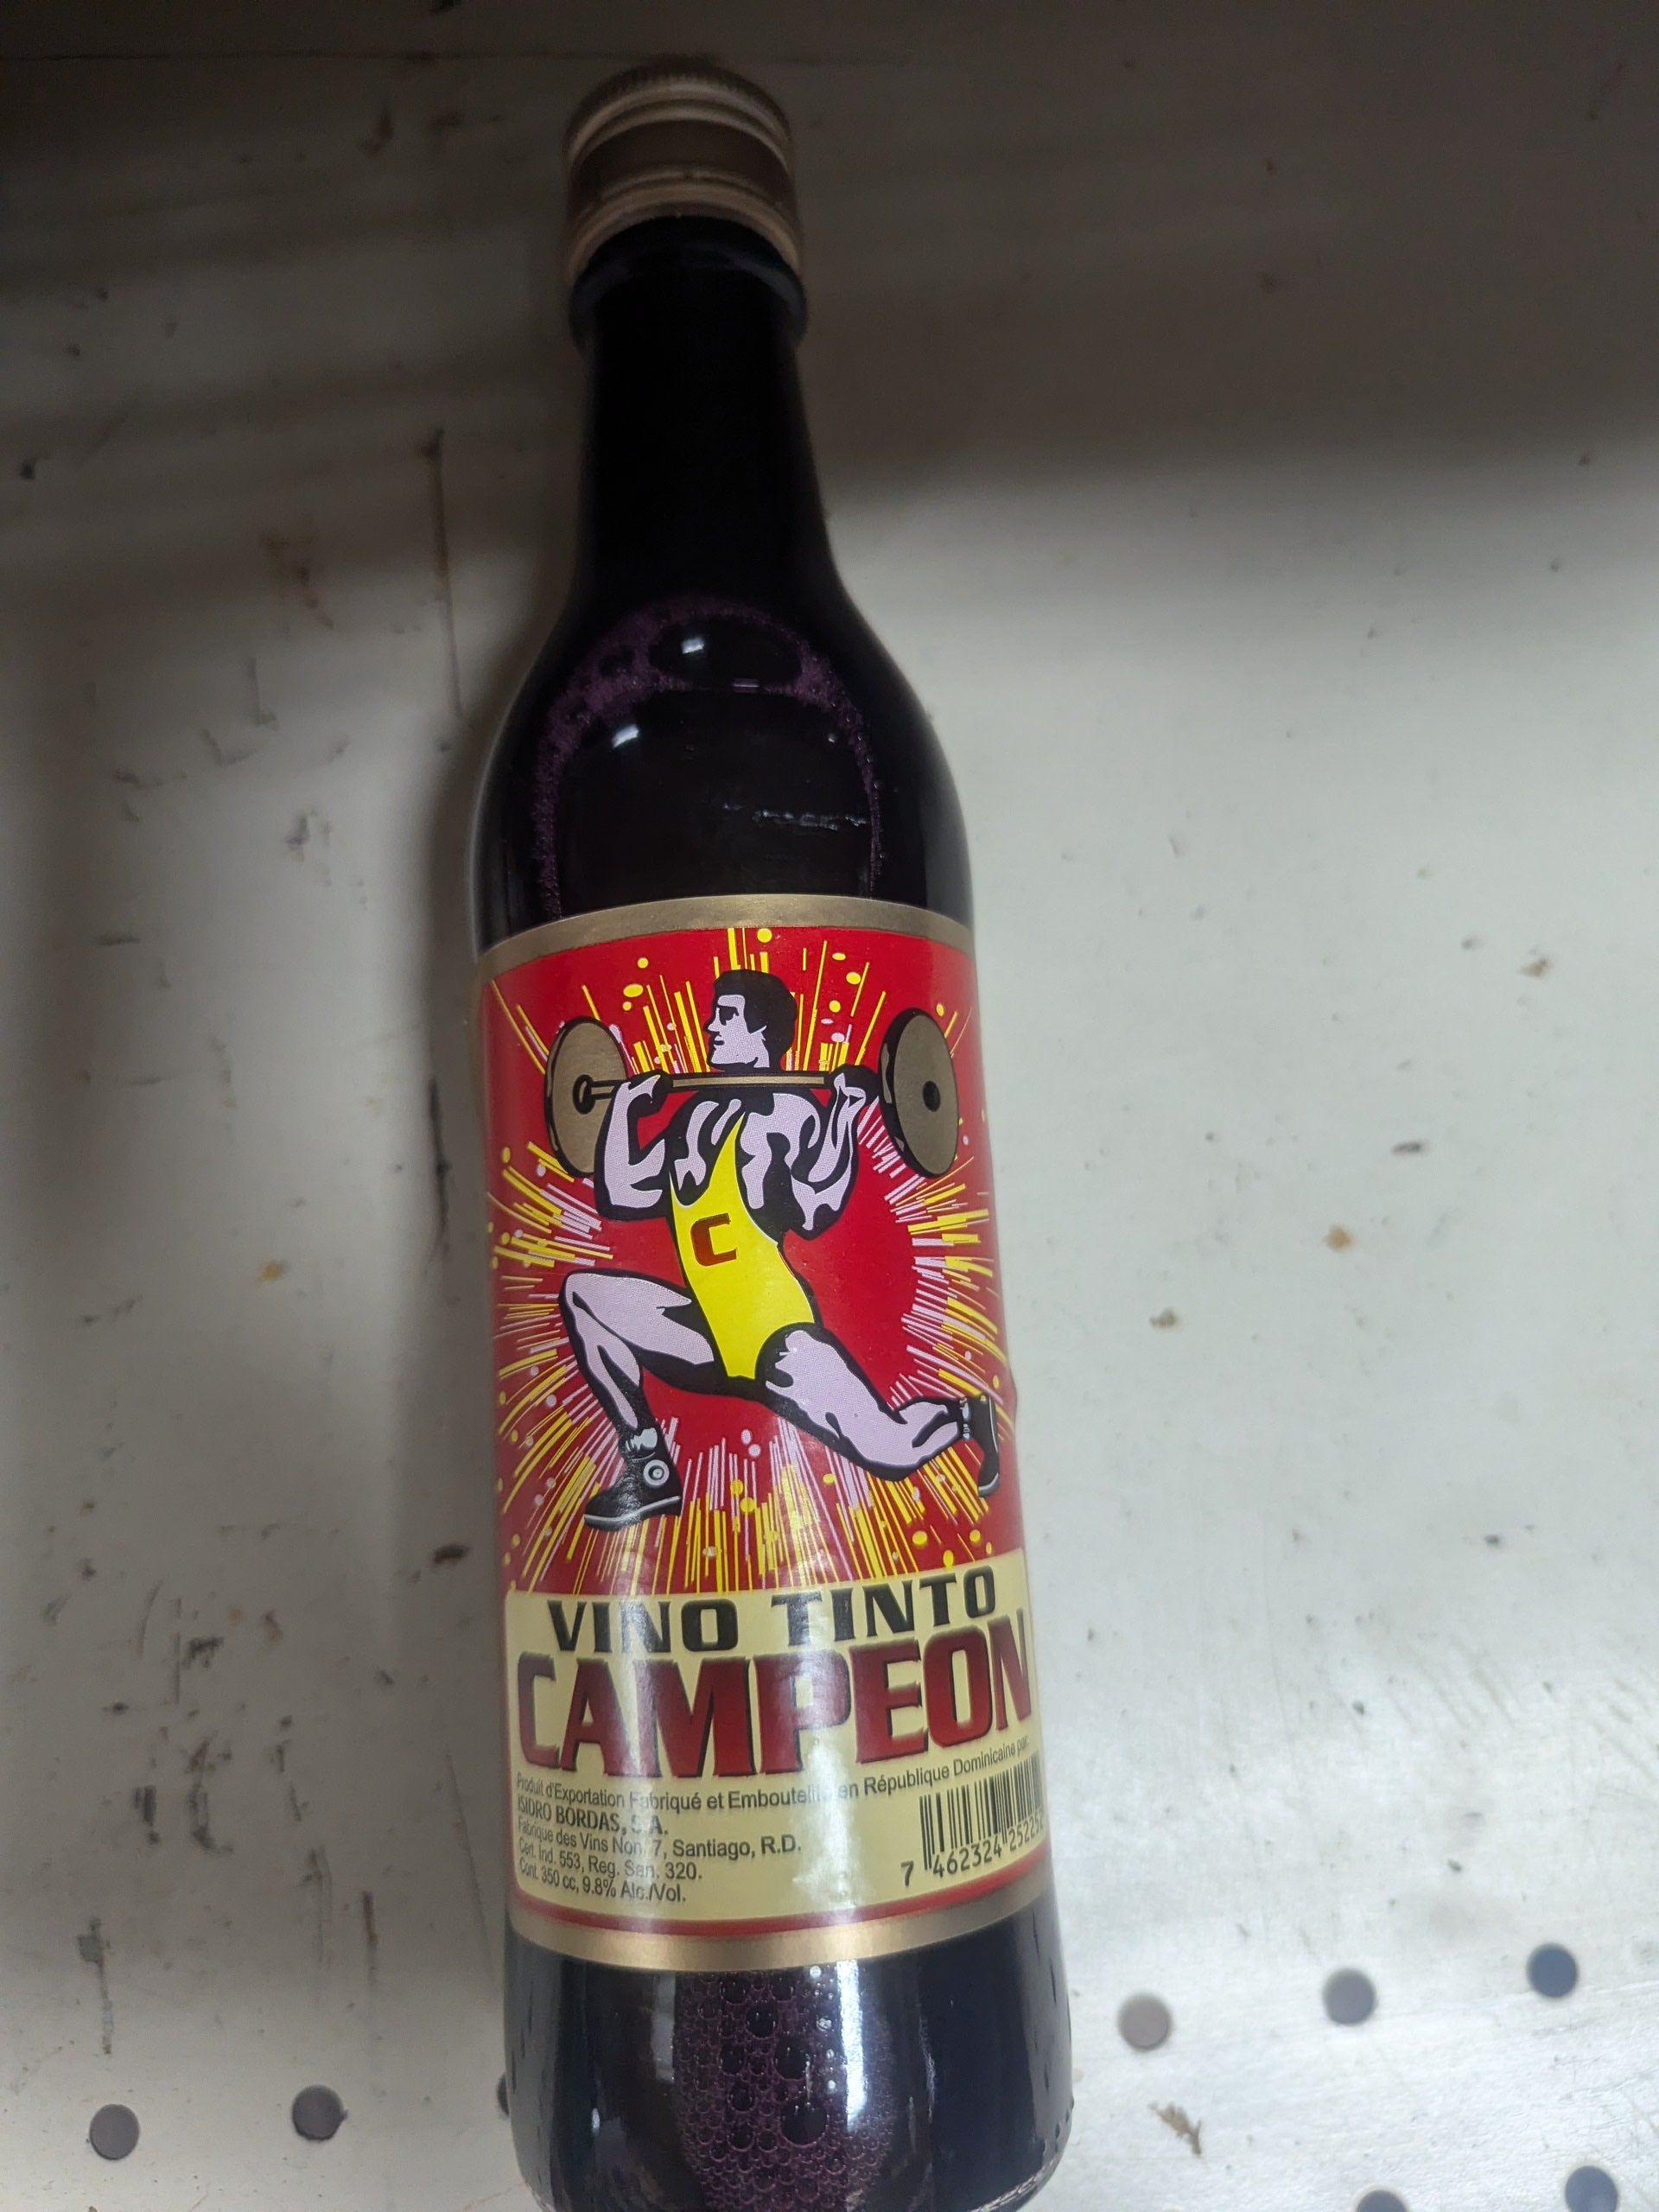 C
VINO TINTO
CAMPEON
Produit d'Exportation Fabriqué et Embouteillé en République Dominicaine par:
ISIDRO BORDAS, S.A.
Fabrique des Vins Non. 7, Santiago, R.D.
Cert. Ind. 553, Reg. San. 320.
Cont. 350 cc, 9.8% Alc./Vol.
7 462324 252252